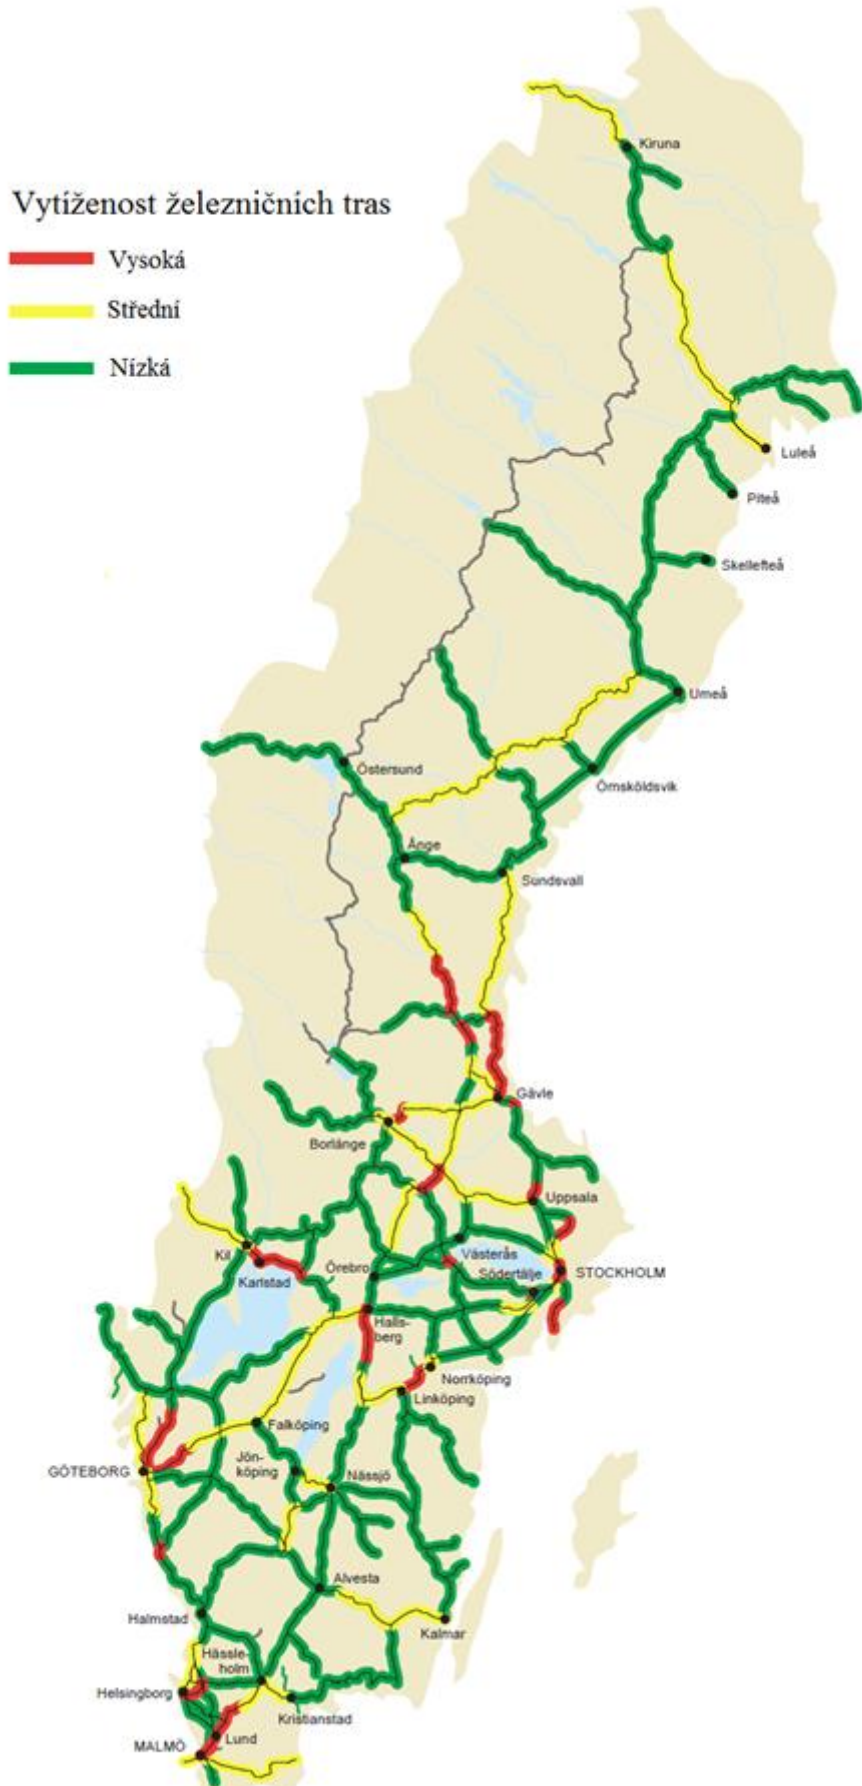 Kiruna
Vytíženost železničních tras
Vysoká
Střední
Nízká
Luleå
Piteå
Skellefteå
Umeå
Östersund
Örnsköldsvik
Ånge
Sundsvall
Gävle
Borlänge
Uppsala
Kil
Karlstad
Örebro
Västerås
Södertälje
STOCKHOLM
Halls-
berg
Norrköping
Linköping
Falköping
GÖTEBORG
Jön-
köping
Nässjö
Alvesta
Halmstad
Kalmar
Hässle-
holm
Helsingborg
Kristianstad
Lund
MALMÖ